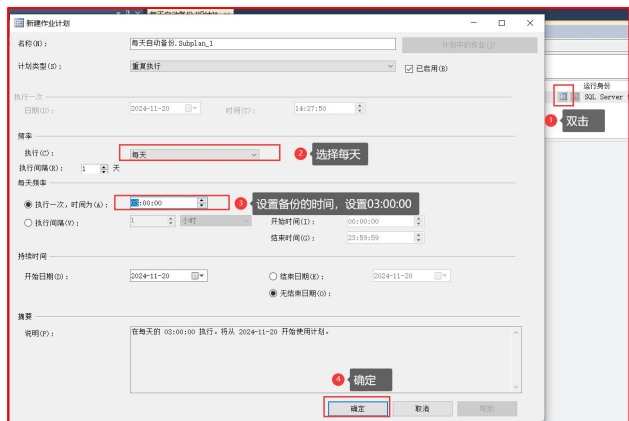 新建作业计划
名称(N)：
每天自动备份.Subplan_1
计划中的作业(J)
计划类型(S)：
重复执行
已启用(B)
运行身份
SQL Server
1 双击
执行一次
日期(D)：
2024-11-20
时间(T)：
14:27:50
频率
执行(C)：
每天
2 选择每天
执行间隔(R)：
1
天
每天频率
执行一次，时间为(A)：
03:00:00
3 设置备份的时间，设置03:00:00
执行间隔(V)：
1
小时
开始时间(I)：
00:00:00
结束时间(G)：
23:59:59
持续时间
开始日期(D)：
2024-11-20
结束日期(E)：
2024-11-20
无结束日期(O)：
摘要
说明(P)：
在每天的 03:00:00 执行。将从 2024-11-20 开始使用计划。
4 确定
确定
取消
帮助